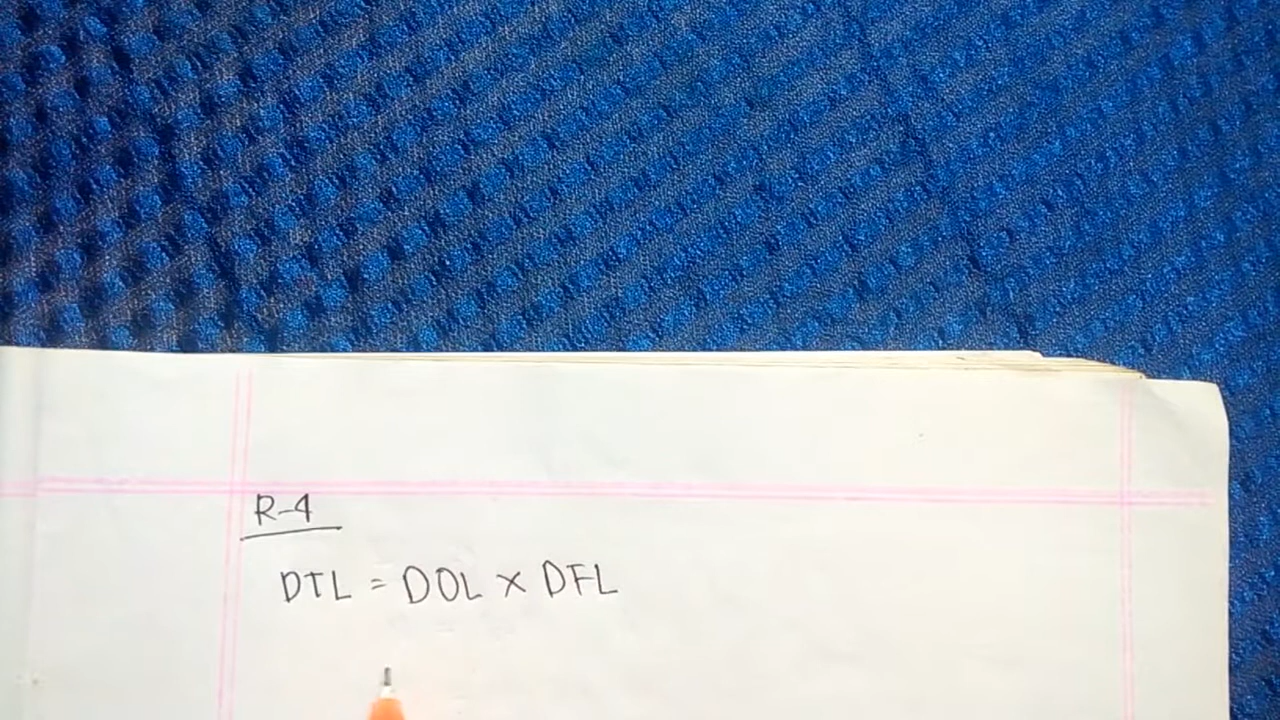 R-4
DTL = DOL × DFL